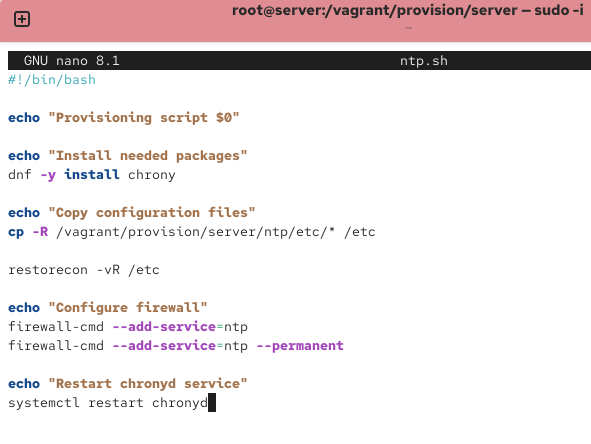 root@server:/vagrant/provision/server — sudo -i
~
GNU nano 8.1 ntp.sh
#!/bin/bash
echo "Provisioning script $0"
echo "Install needed packages"
dnf -y install chrony
echo "Copy configuration files"
cp -R /vagrant/provision/server/ntp/etc/* /etc
restorecon -vR /etc
echo "Configure firewall"
firewall-cmd --add-service=ntp
firewall-cmd --add-service=ntp --permanent
echo "Restart chronyd service"
systemctl restart chronyd